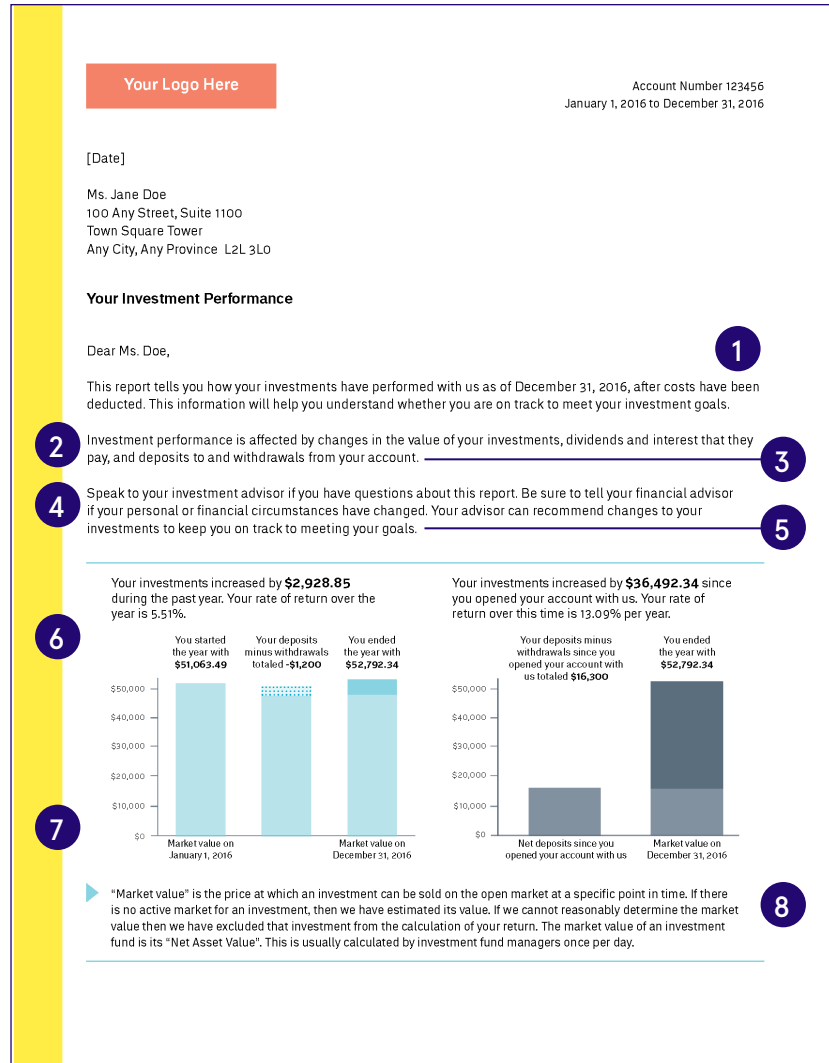 Your Logo Here
Account Number 123456
January 1, 2016 to December 31, 2016
[Date]
Ms. Jane Doe
100 Any Street, Suite 1100
Town Square Tower
Any City, Any Province  L2L 3L0
Your Investment Performance
Dear Ms. Doe,
1
This report tells you how your investments have performed with us as of December 31, 2016, after costs have been
deducted. This information will help you understand whether you are on track to meet your investment goals.
2
Investment performance is affected by changes in the value of your investments, dividends and interest that they
pay, and deposits to and withdrawals from your account.
3
4
Speak to your investment advisor if you have questions about this report. Be sure to tell your financial advisor
if your personal or financial circumstances have changed. Your advisor can recommend changes to your
investments to keep you on track to meeting your goals.
5
Your investments increased by $2,928.85
during the past year. Your rate of return over the
year is 5.51%.
6
You started
the year with
$51,063.49
Your deposits
minus withdrawals
totaled -$1,200
You ended
the year with
$52,792.34
$50,000
$40,000
$30,000
$20,000
$10,000
$0
7
Market value on
January 1, 2016
Market value on
December 31, 2016
Your investments increased by $36,492.34 since
you opened your account with us. Your rate of
return over this time is 13.09% per year.
Your deposits minus
withdrawals since you
opened your account with
us totaled $16,300
You ended
the year with
$52,792.34
$50,000
$40,000
$30,000
$20,000
$10,000
$0
Net deposits since you
opened your account with us
Market value on
December 31, 2016
"Market value" is the price at which an investment can be sold on the open market at a specific point in time. If there
is no active market for an investment, then we have estimated its value. If we cannot reasonably determine the market
value then we have excluded that investment from the calculation of your return. The market value of an investment
fund is its "Net Asset Value". This is usually calculated by investment fund managers once per day.
8